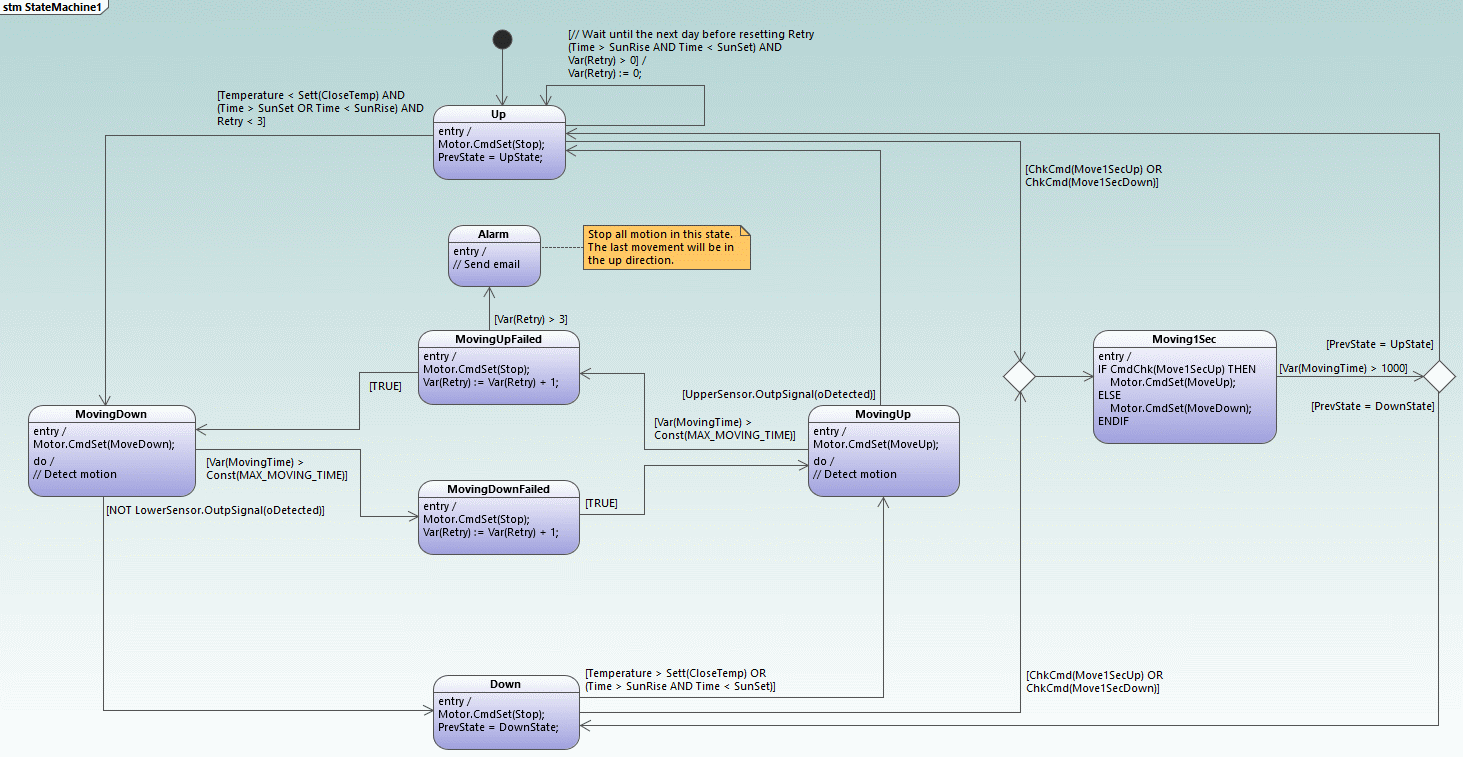 stm StateMachine1
[// Wait until the next day before resetting Retry
(Time > SunRise AND Time < SunSet) AND
Var(Retry) > 0] /
Var(Retry) := 0;
[Temperature < Sett(CloseTemp) AND
(Time > SunSet OR Time < SunRise) AND
Retry < 3]
Up
entry /
Motor.CmdSet(Stop);
PrevState = UpState;
[ChkCmd(Move1SecUp) OR
ChkCmd(Move1SecDown)]
Alarm
entry /
// Send email
Stop all motion in this state.
The last movement will be in
the up direction.
[Var(Retry) > 3]
MovingUpFailed
entry /
Motor.CmdSet(Stop);
Var(Retry) := Var(Retry) + 1;
[TRUE]
Moving1Sec
entry /
IF CmdChk(Move1SecUp) THEN
Motor.CmdSet(MoveUp);
ELSE
Motor.CmdSet(MoveDown);
ENDIF
[PrevState = UpState]
[Var(MovingTime) > 1000]
[PrevState = DownState]
[UpperSensor.OutpSignal(oDetected)]
[Var(MovingTime) >
Const(MAX_MOVING_TIME)]
MovingDown
entry /
Motor.CmdSet(MoveDown);
do /
// Detect motion
MovingUp
entry /
Motor.CmdSet(MoveUp);
do /
// Detect motion
[Var(MovingTime) >
Const(MAX_MOVING_TIME)]
MovingDownFailed
entry /
Motor.CmdSet(Stop);
Var(Retry) := Var(Retry) + 1;
[TRUE]
[NOT LowerSensor.OutpSignal(oDetected)]
Down
entry /
Motor.CmdSet(Stop);
PrevState = DownState;
[Temperature > Sett(CloseTemp) OR
(Time > SunRise AND Time < SunSet)]
[ChkCmd(Move1SecUp) OR
ChkCmd(Move1SecDown)]